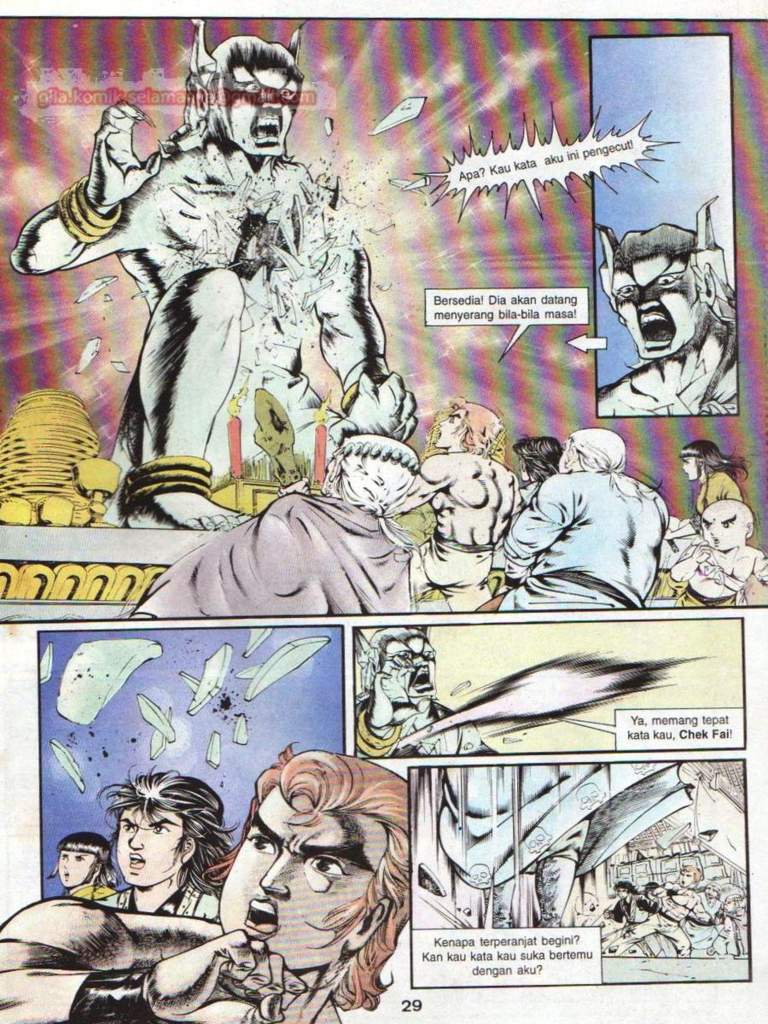 Apa? Kau kata aku ini pengecut!
Bersedia! Dia akan datang
menyerang bila-bila masa!
Ya, memang tepat
kata kau, Chek Fai!
Kenapa terperanjat begini?
Kan kau kata kau suka bertemu
dengan aku?
29